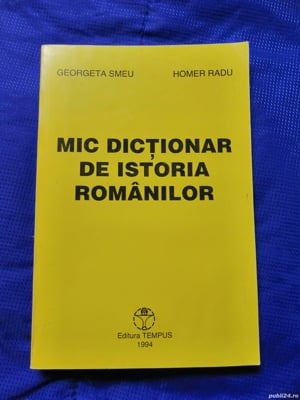 GEORGETA SMEU HOMER RADU
MIC DICȚIONAR
DE ISTORIA
ROMÂNILOR
Editura TEMPUS
1994
publi24.ro